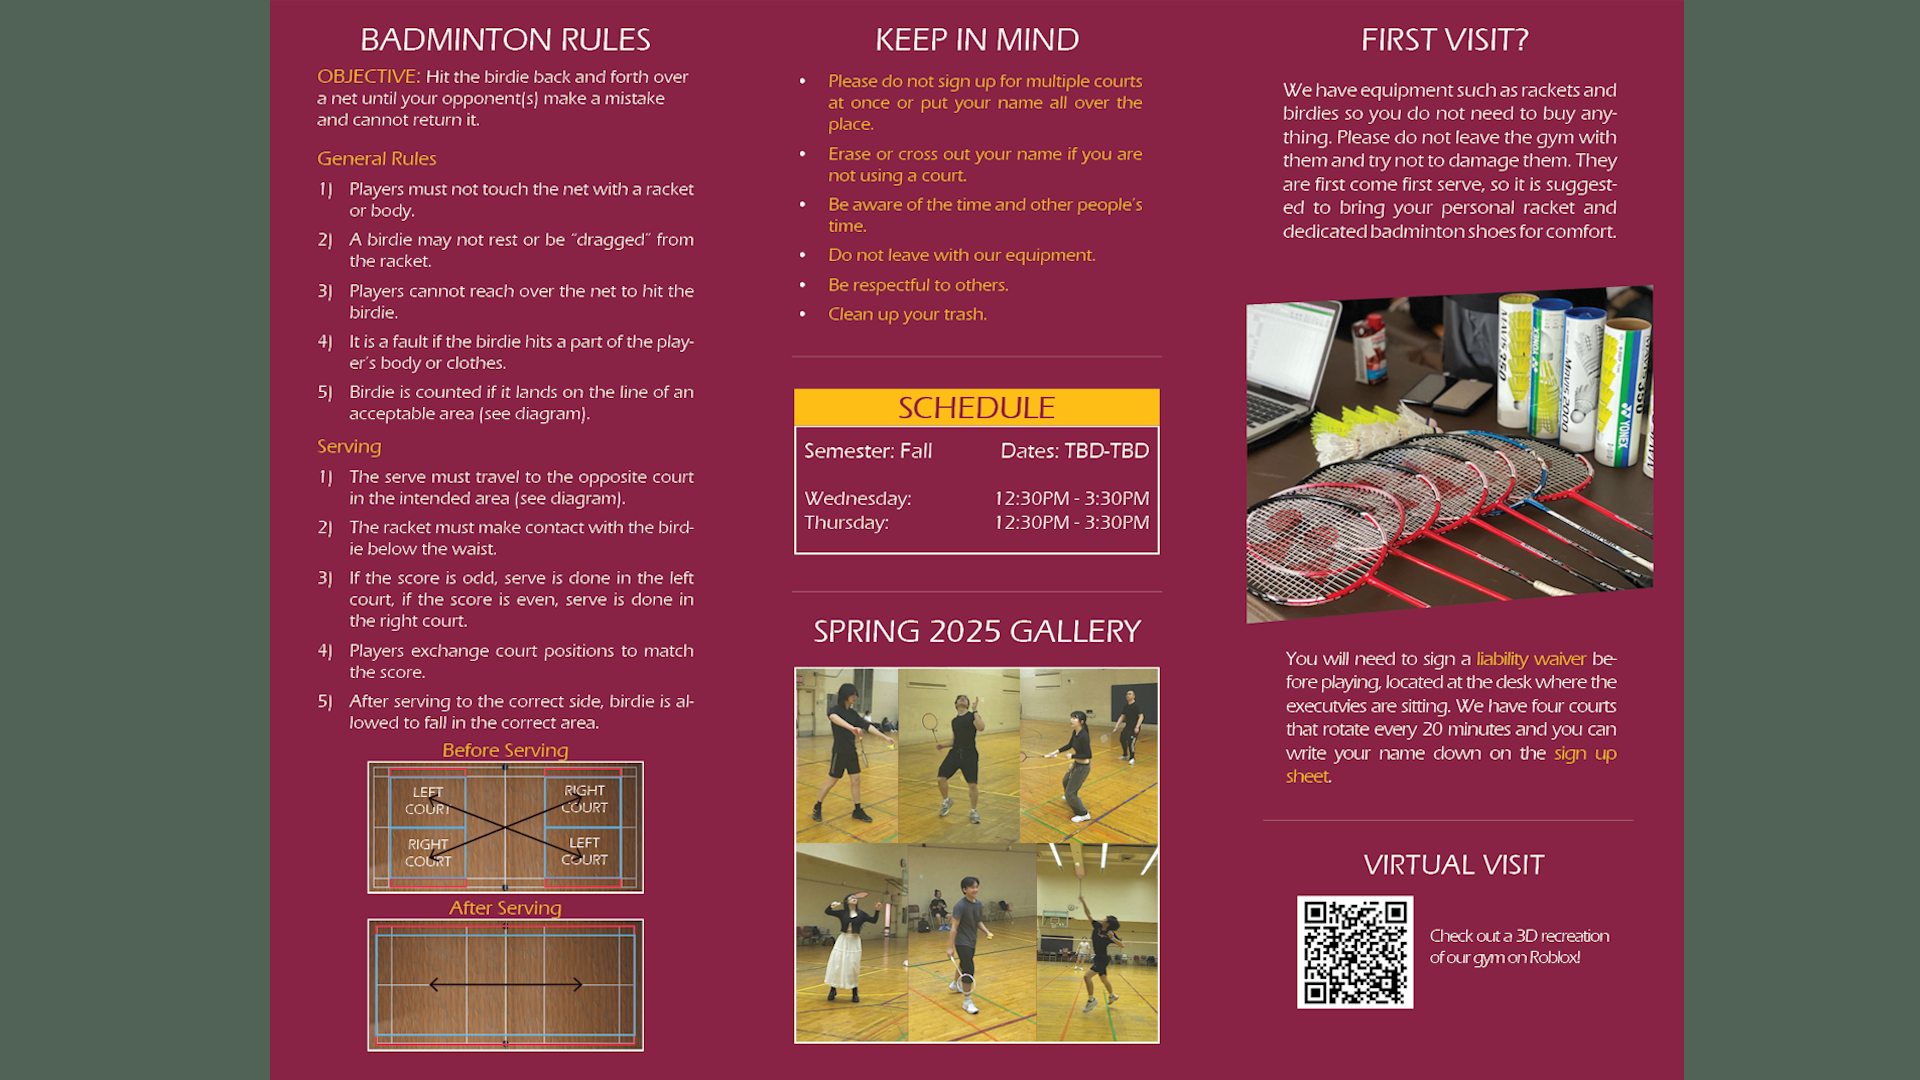 BADMINTON RULES
OBJECTIVE: Hit the birdie back and forth over
a net until your opponent(s) make a mistake
and cannot return it.
General Rules
1) Players must not touch the net with a racket
or body.
2) A birdie may not rest or be “dragged” from
the racket.
3) Players cannot reach over the net to hit the
birdie.
4) It is a fault if the birdie hits a part of the play-
er's body or clothes.
5) Birdie is counted if it lands on the line of an
acceptable area (see diagram).
Serving
1) The serve must travel to the opposite court
in the intended area (see diagram).
2) The racket must make contact with the bird-
ie below the waist.
3) If the score is odd, serve is done in the left
court, if the score is even, serve is done in
the right court.
4) Players exchange court positions to match
the score.
5) After serving to the correct side, birdie is al-
lowed to fall in the correct area.
Before Serving
LEFT
COURT
RIGHT
COURT
RIGHT
COURT
LEFT
COURT
After Serving
KEEP IN MIND
• Please do not sign up for multiple courts
at once or put your name all over the
place.
• Erase or cross out your name if you are
not using a court.
• Be aware of the time and other people's
time.
• Do not leave with our equipment.
• Be respectful to others.
• Clean up your trash.
SCHEDULE
Semester: Fall Dates: TBD-TBD
Wednesday: 12:30PM - 3:30PM
Thursday: 12:30PM - 3:30PM
SPRING 2025 GALLERY
FIRST VISIT?
We have equipment such as rackets and
birdies so you do not need to buy any-
thing. Please do not leave the gym with
them and try not to damage them. They
are first come first serve, so it is suggest-
ed to bring your personal racket and
dedicated badminton shoes for comfort.
MAVIS 350
MAVIS 2000
YONEX
You will need to sign a liability waiver be-
fore playing, located at the desk where the
executvies are sitting. We have four courts
that rotate every 20 minutes and you can
write your name down on the sign up
sheet.
VIRTUAL VISIT
Check out a 3D recreation
of our gym on Roblox!